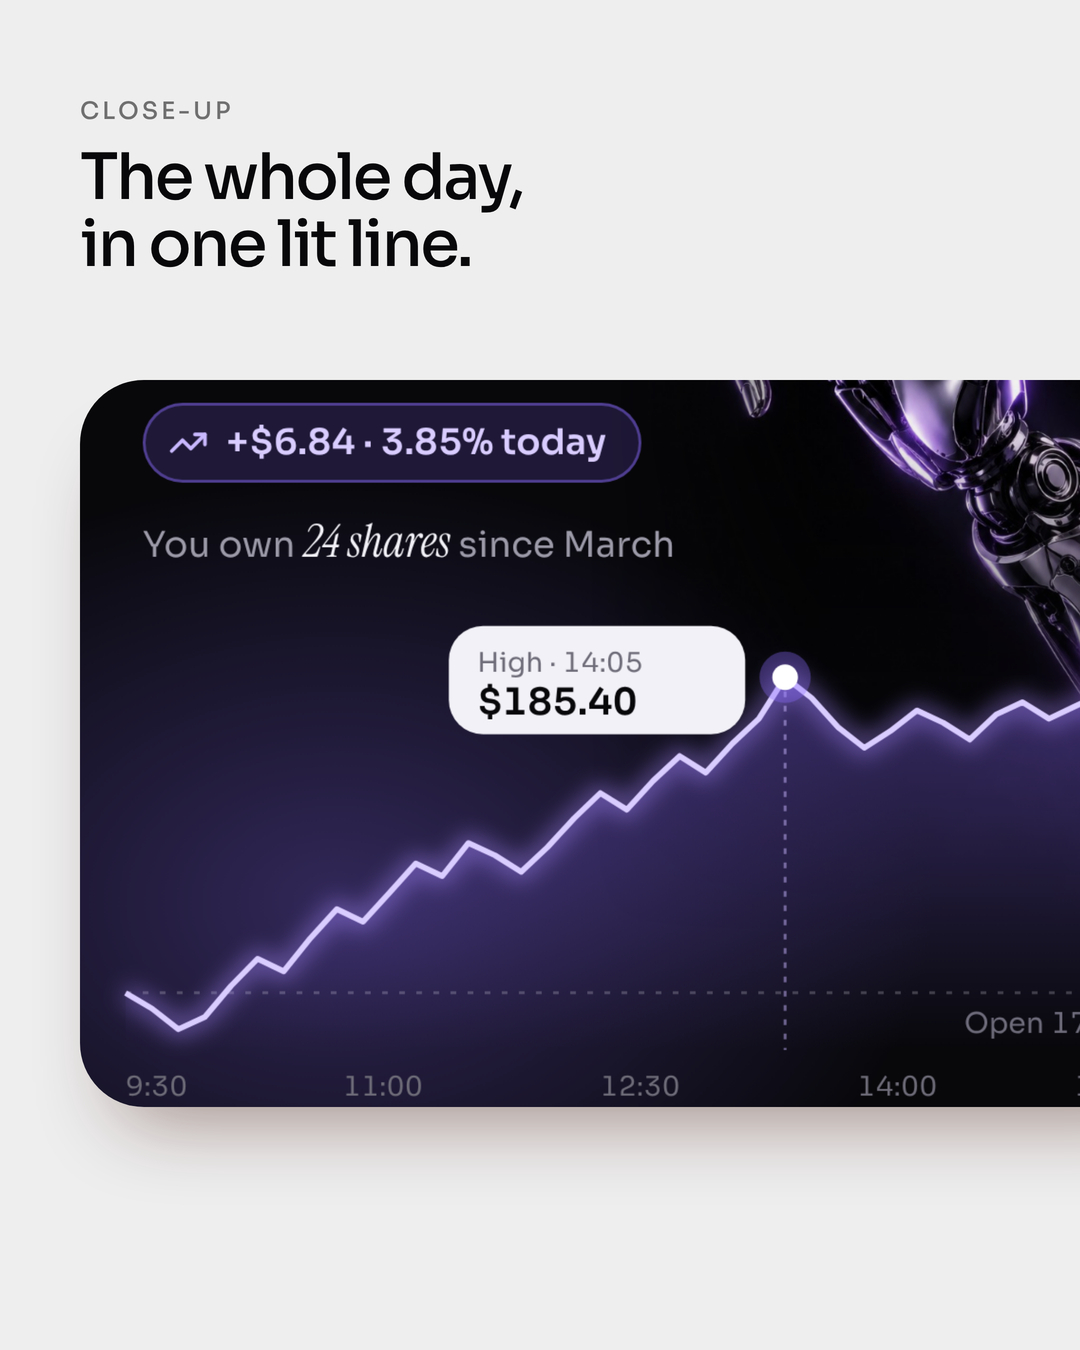 CLOSE-UP
The whole day,
in one lit line.
+$6.84 · 3.85% today
You own 24 shares since March
High · 14:05
$185.40
Open 17
9:30 11:00 12:30 14:00